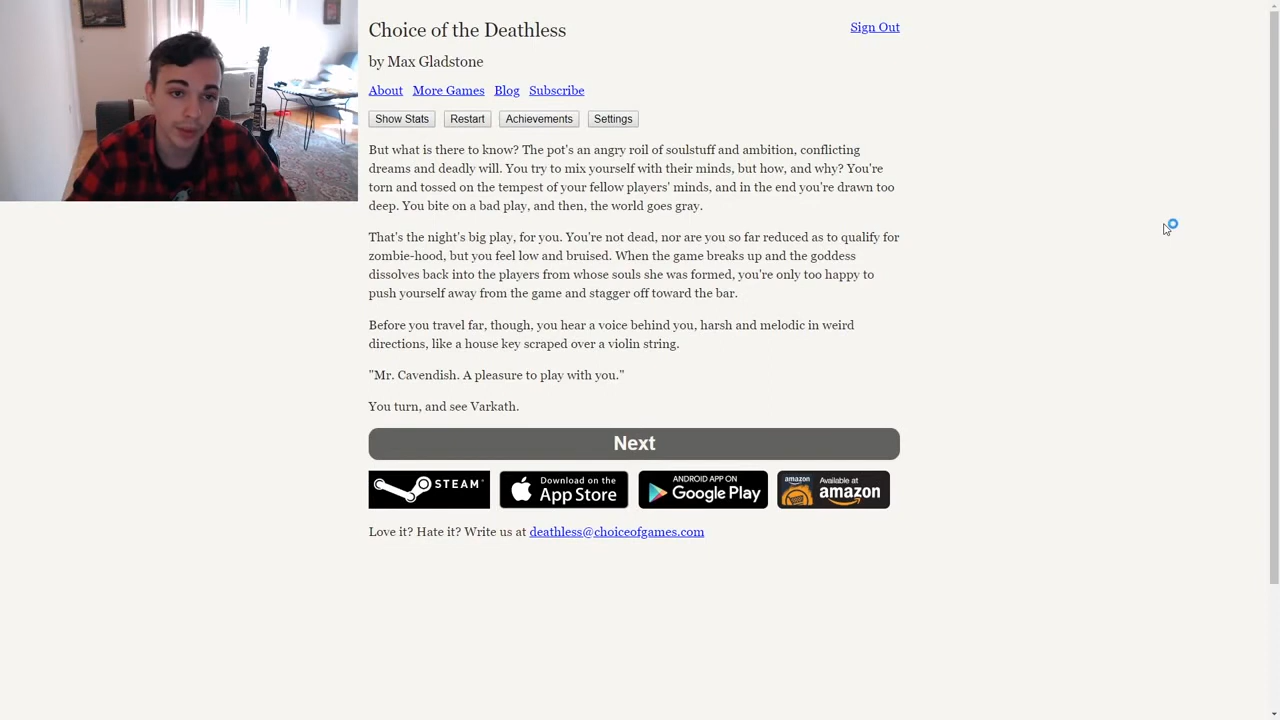 Choice of the Deathless
Sign Out
by Max Gladstone
About More Games Blog Subscribe
Show Stats Restart Achievements Settings
But what is there to know? The pot's an angry roil of soulstuff and ambition, conflicting
dreams and deadly will. You try to mix yourself with their minds, but how, and why? You're
torn and tossed on the tempest of your fellow players' minds, and in the end you're drawn too
deep. You bite on a bad play, and then, the world goes gray.
That's the night's big play, for you. You're not dead, nor are you so far reduced as to qualify for
zombie-hood, but you feel low and bruised. When the game breaks up and the goddess
dissolves back into the players from whose souls she was formed, you're only too happy to
push yourself away from the game and stagger off toward the bar.
Before you travel far, though, you hear a voice behind you, harsh and melodic in weird
directions, like a house key scraped over a violin string.
"Mr. Cavendish. A pleasure to play with you."
You turn, and see Varkath.
Next
STEAM
Download on the
App Store
ANDROID APP ON
Google Play
amazon
Available at
amazon
Love it? Hate it? Write us at deathless@choiceofgames.com